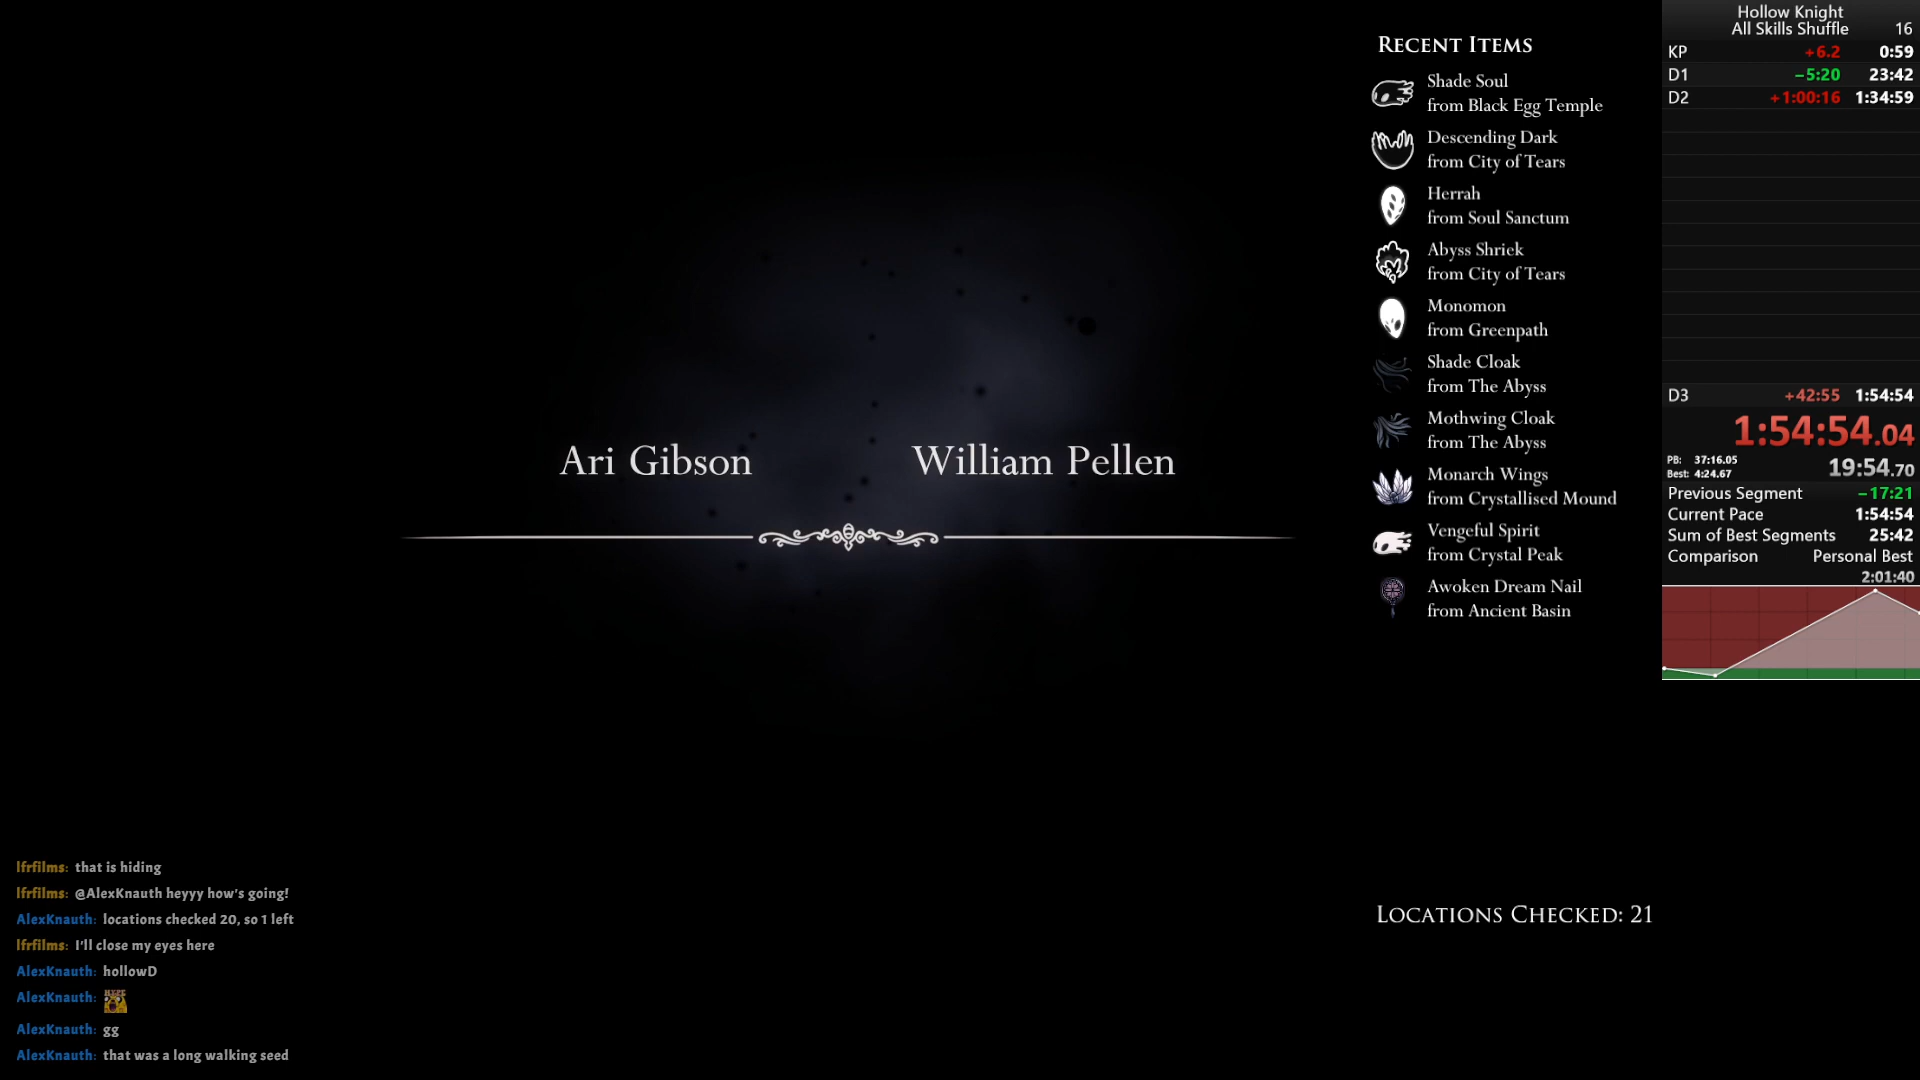 Ari Gibson William Pellen
RECENT ITEMS
Shade Soul
from Black Egg Temple
Descending Dark
from City of Tears
Herrah
from Soul Sanctum
Abyss Shriek
from City of Tears
Monomon
from Greenpath
Shade Cloak
from The Abyss
Mothwing Cloak
from The Abyss
Monarch Wings
from Crystallised Mound
Vengeful Spirit
from Crystal Peak
Awoken Dream Nail
from Ancient Basin
LOCATIONS CHECKED: 21
Hollow Knight
All Skills Shuffle 16
KP +6.2 0:59
D1 −5:20 23:42
D2 +1:00:16 1:34:59
D3 +42:55 1:54:54
1:54:54.04
PB: 37:16.05
Best: 4:24.67
19:54.70
Previous Segment −17:21
Current Pace 1:54:54
Sum of Best Segments 25:42
Comparison Personal Best
2:01:40
lfrfilms: that is hiding
lfrfilms: @AlexKnauth heyyy how's going!
AlexKnauth: locations checked 20, so 1 left
lfrfilms: I'll close my eyes here
AlexKnauth: hollowD
AlexKnauth:
AlexKnauth: gg
AlexKnauth: that was a long walking seed